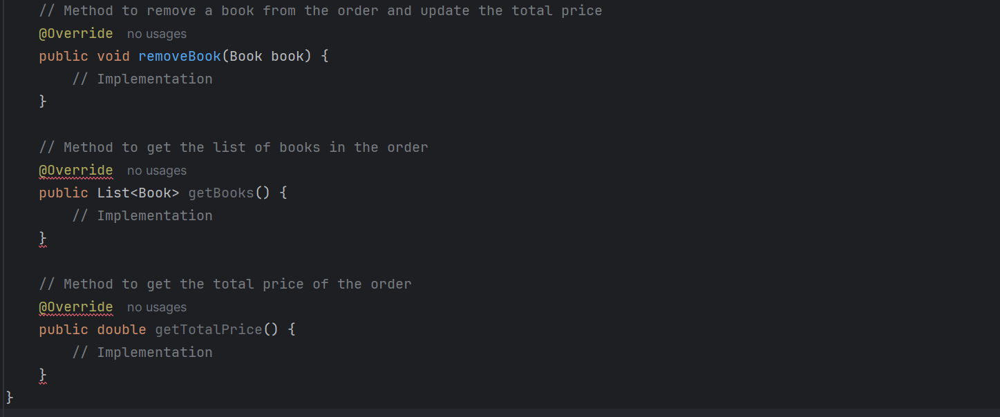 // Method to remove a book from the order and update the total price
@Override no usages
public void removeBook(Book book) {
// Implementation
}
// Method to get the list of books in the order
@Override no usages
public List<Book> getBooks() {
// Implementation
}
// Method to get the total price of the order
@Override no usages
public double getTotalPrice() {
// Implementation
}
}